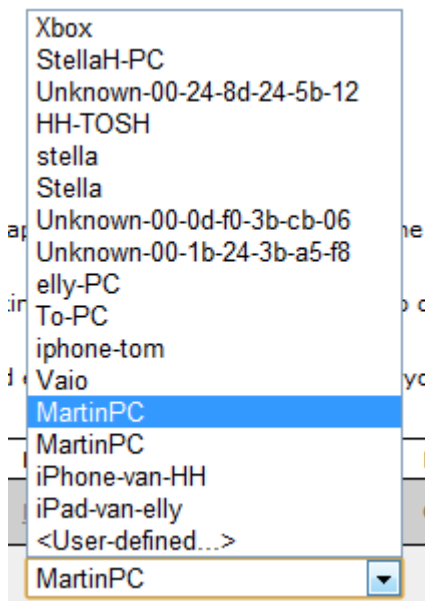 Xbox
StellaH-PC
Unknown-00-24-8d-24-5b-12
HH-TOSH
stella
Stella
Unknown-00-0d-f0-3b-cb-06
Unknown-00-1b-24-3b-a5-f8
elly-PC
To-PC
iphone-tom
Vaio
MartinPC
MartinPC
iPhone-van-HH
iPad-van-elly
<User-defined...>
MartinPC